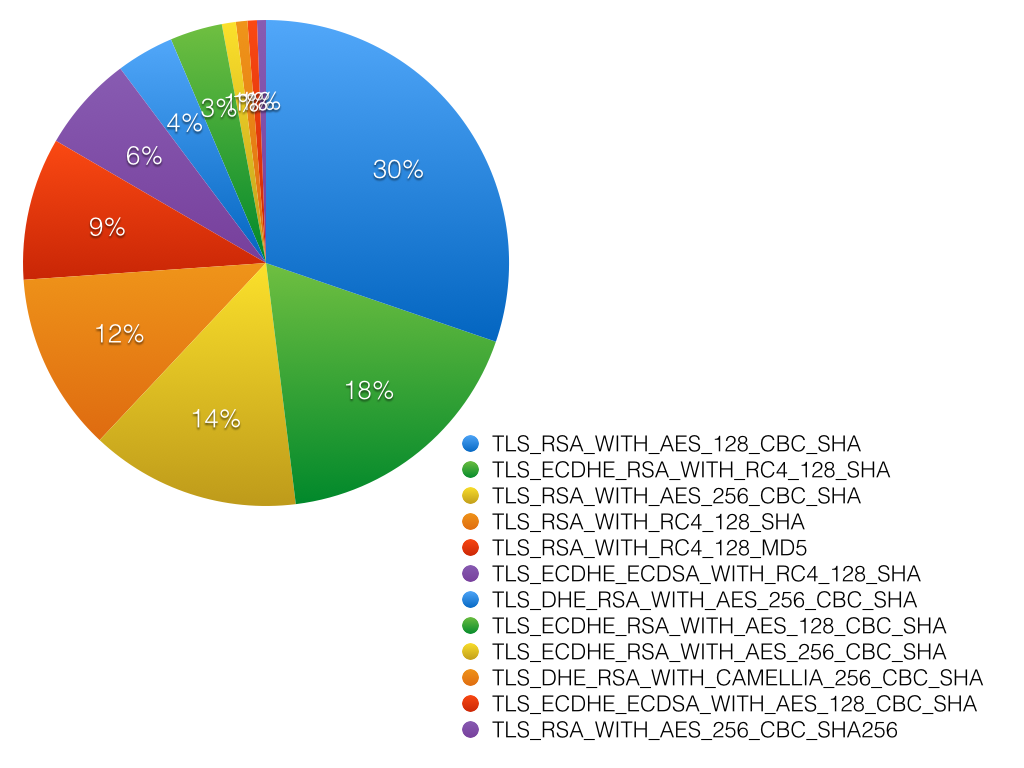 30%
18%
14%
12%
9%
6%
4%
3%
1%
TLS_RSA_WITH_AES_128_CBC_SHA
TLS_ECDHE_RSA_WITH_RC4_128_SHA
TLS_RSA_WITH_AES_256_CBC_SHA
TLS_RSA_WITH_RC4_128_SHA
TLS_RSA_WITH_RC4_128_MD5
TLS_ECDHE_ECDSA_WITH_RC4_128_SHA
TLS_DHE_RSA_WITH_AES_256_CBC_SHA
TLS_ECDHE_RSA_WITH_AES_128_CBC_SHA
TLS_ECDHE_RSA_WITH_AES_256_CBC_SHA
TLS_DHE_RSA_WITH_CAMELLIA_256_CBC_SHA
TLS_ECDHE_ECDSA_WITH_AES_128_CBC_SHA
TLS_RSA_WITH_AES_256_CBC_SHA256